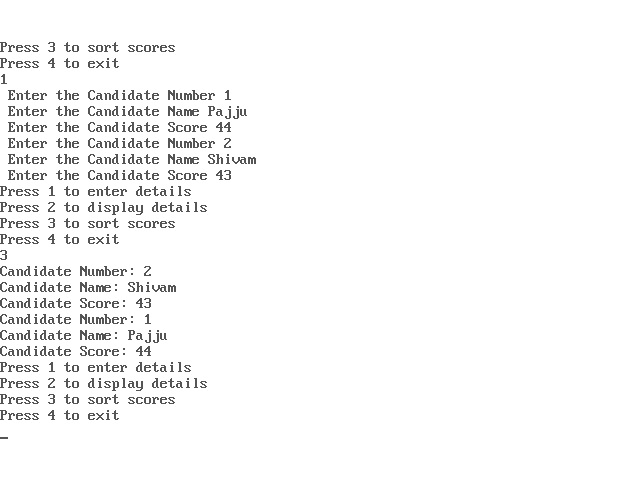 Press 3 to sort scores
Press 4 to exit
1
Enter the Candidate Number 1
Enter the Candidate Name Pajju
Enter the Candidate Score 44
Enter the Candidate Number 2
Enter the Candidate Name Shivam
Enter the Candidate Score 43
Press 1 to enter details
Press 2 to display details
Press 3 to sort scores
Press 4 to exit
3
Candidate Number: 2
Candidate Name: Shivam
Candidate Score: 43
Candidate Number: 1
Candidate Name: Pajju
Candidate Score: 44
Press 1 to enter details
Press 2 to display details
Press 3 to sort scores
Press 4 to exit
_